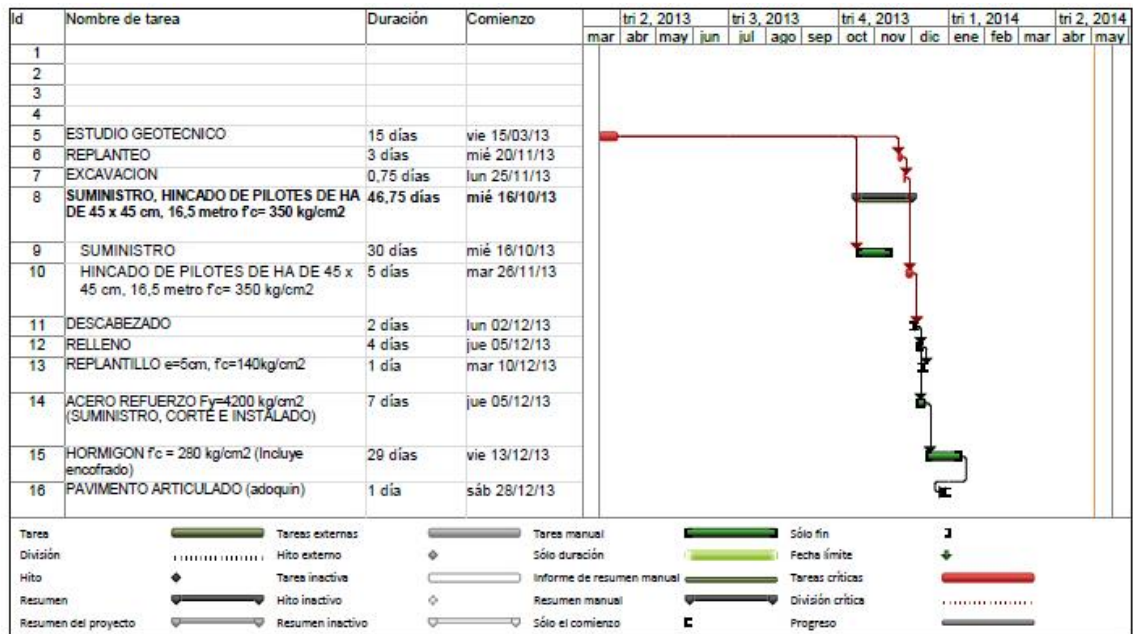 Id Nombre de tarea Duración Comienzo tri 2, 2013 tri 3, 2013 tri 4, 2013 tri 1, 2014 tri 2, 2014
mar abr may jun jul ago sep oct nov dic ene feb mar abr may
1
2
3
4
5 ESTUDIO GEOTECNICO 15 días vie 15/03/13
6 REPLANTEO 3 días mié 20/11/13
7 EXCAVACION 0,75 días lun 25/11/13
8 SUMINISTRO, HINCADO DE PILOTES DE HA 46,75 días mié 16/10/13
DE 45 x 45 cm, 16,5 metro f'c= 350 kg/cm2
9 SUMINISTRO 30 días mié 16/10/13
10 HINCADO DE PILOTES DE HA DE 45 x 5 días mar 26/11/13
45 cm, 16,5 metro f'c= 350 kg/cm2
11 DESCABEZADO 2 días lun 02/12/13
12 RELLENO 4 días jue 05/12/13
13 REPLANTILLO e=5cm, f'c=140kg/cm2 1 día mar 10/12/13
14 ACERO REFUERZO Fy=4200 kg/cm2 7 días jue 05/12/13
(SUMINISTRO, CORTE E INSTALADO)
15 HORMIGON f'c = 280 kg/cm2 (Incluye 29 días vie 13/12/13
encofrado)
16 PAVIMENTO ARTICULADO (adoquin) 1 día sáb 28/12/13
Tarea Tareas externas Tarea manual Sólo fin
División Hito externo Sólo duración Fecha límite
Hito Tarea inactiva Informe de resumen manual Tareas críticas
Resumen Hito inactivo Resumen manual División crítica
Resumen del proyecto Resumen inactivo Sólo el comienzo Progreso